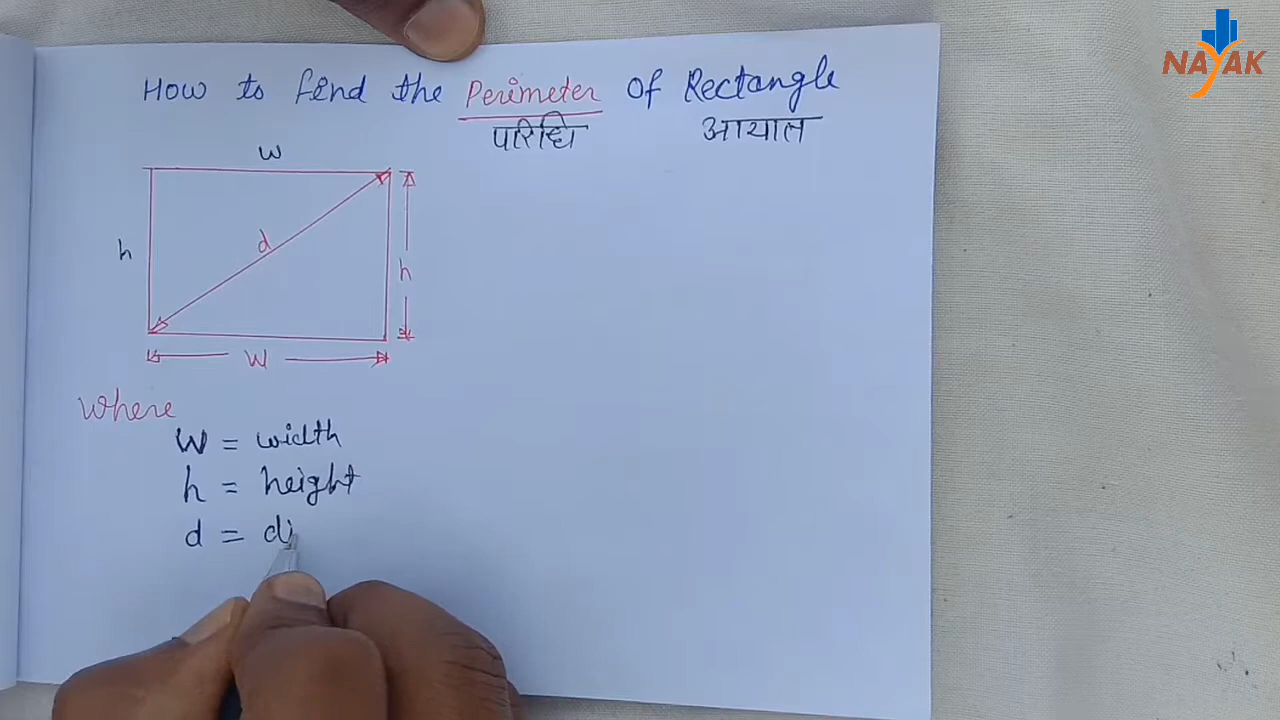 How to find the Perimeter of Rectangle
परिधि आयात
w
h
d
h
W
Where
W = width
h = height
d = di
NAYAK